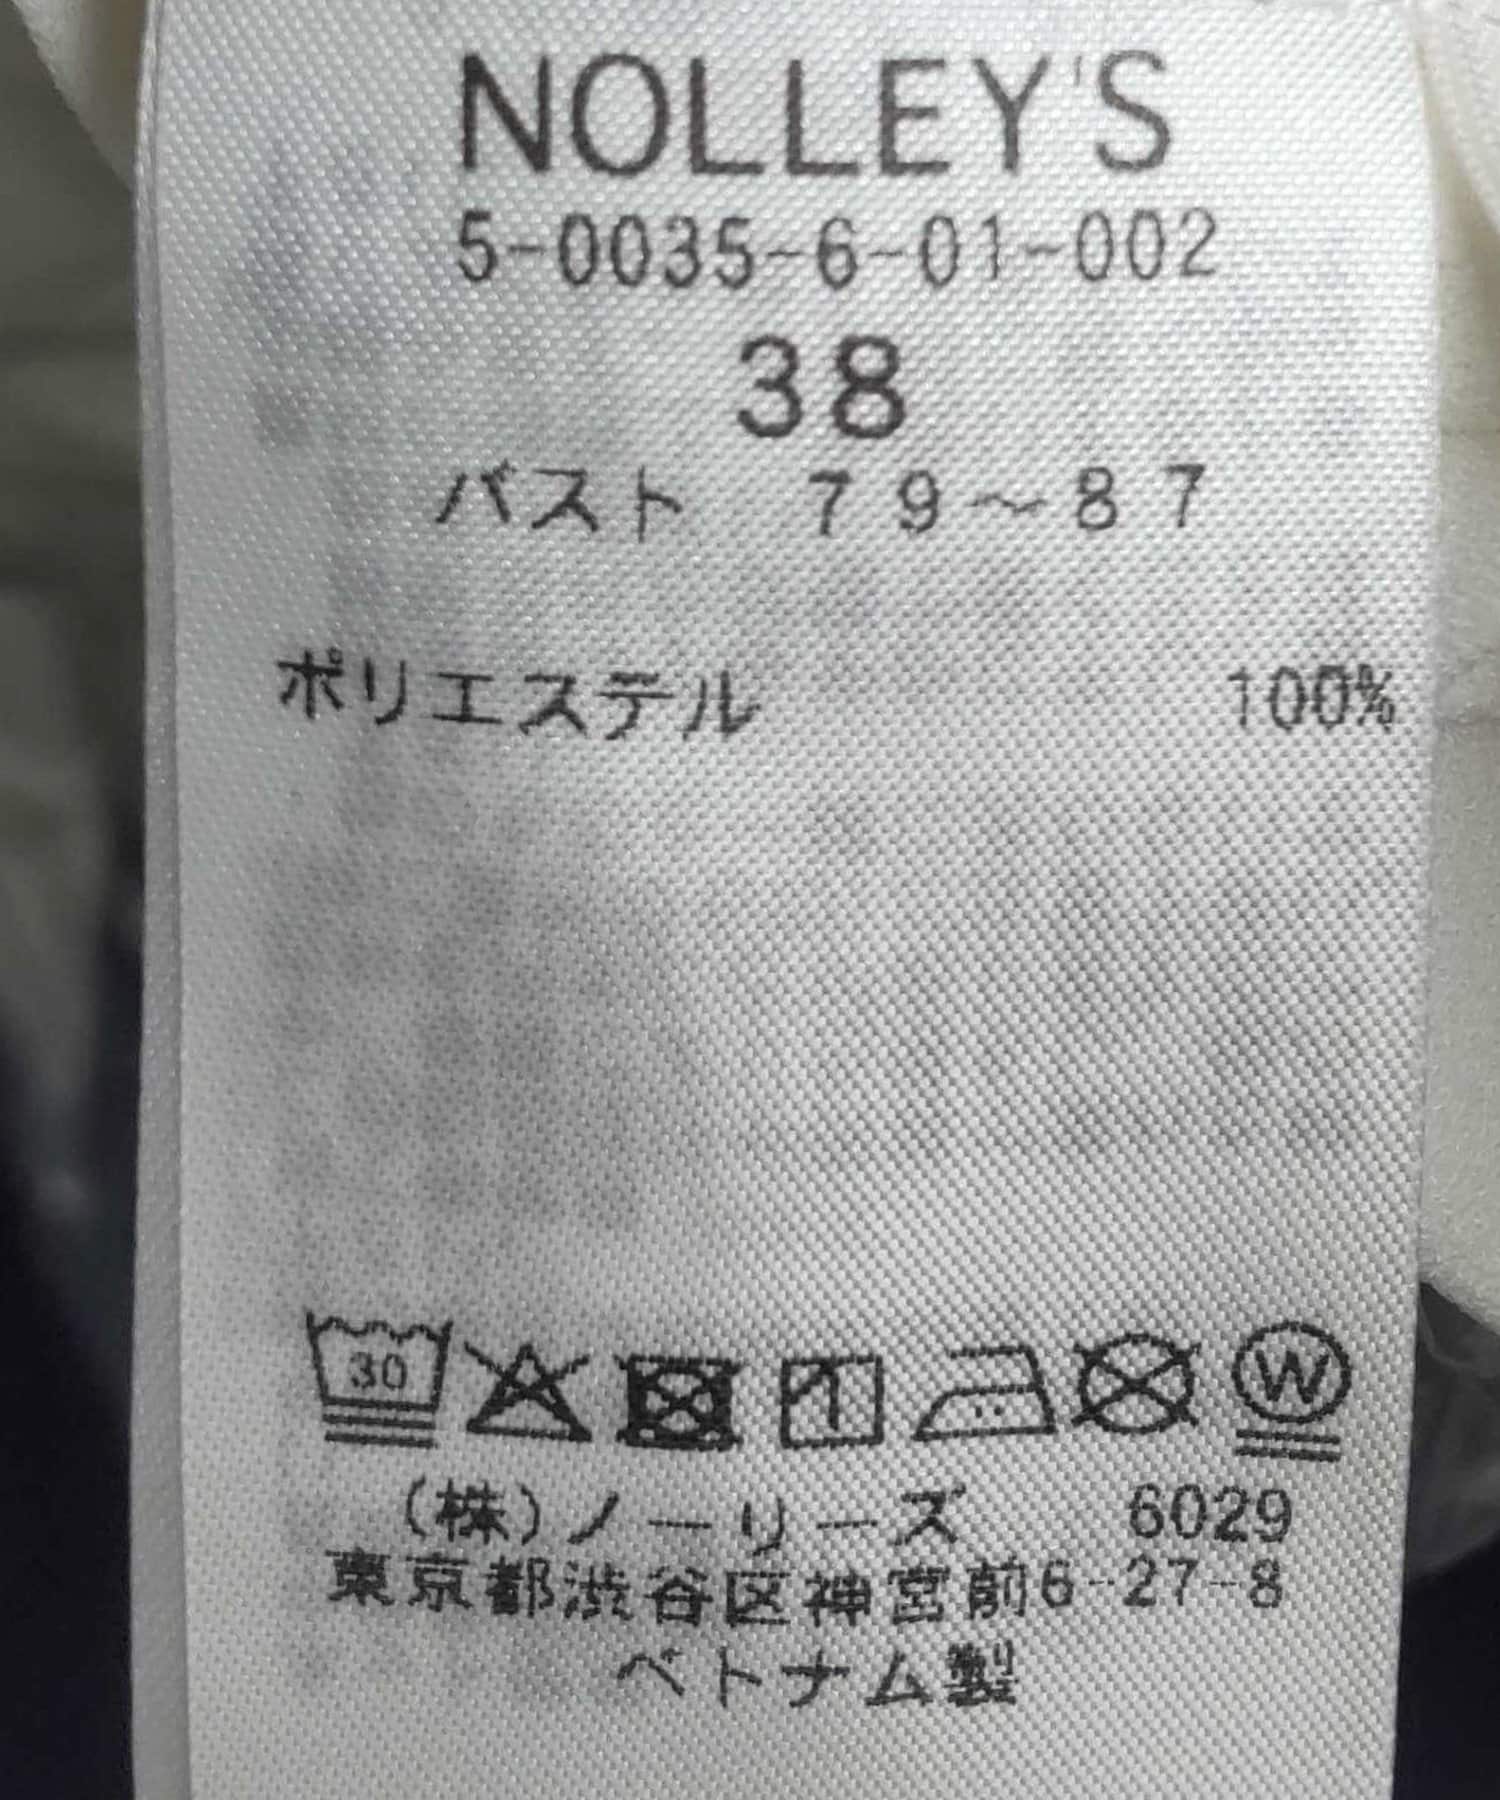 NOLLEY'S
5-0035-6-01-002
38
バスト 79～87
ポリエステル 100%
30
W
(株)ノーリーズ 6029
東京都渋谷区神宮前6-27-8
ベトナム製